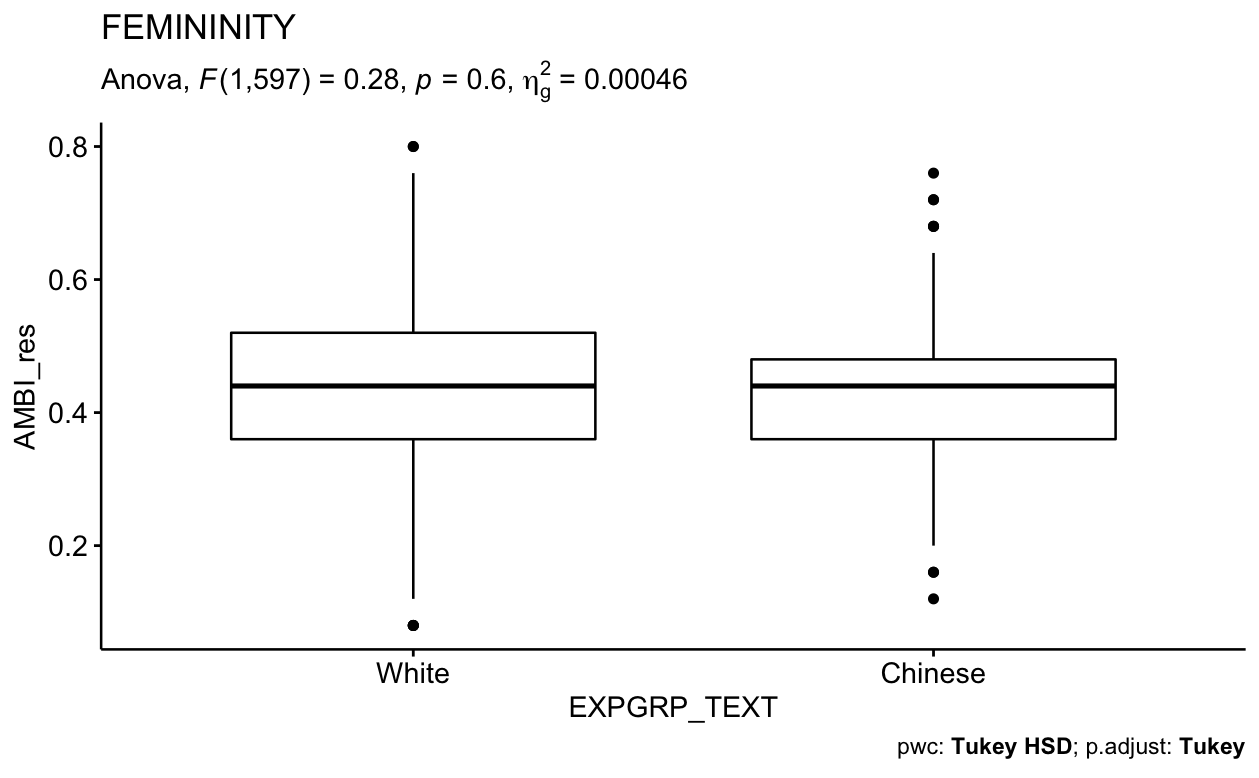 FEMININITY
Anova, F(1,597) = 0.28, p = 0.6, η²g = 0.00046
0.8
0.6
0.4
0.2
AMBI_res
White Chinese
EXPGRP_TEXT
pwc: Tukey HSD; p.adjust: Tukey